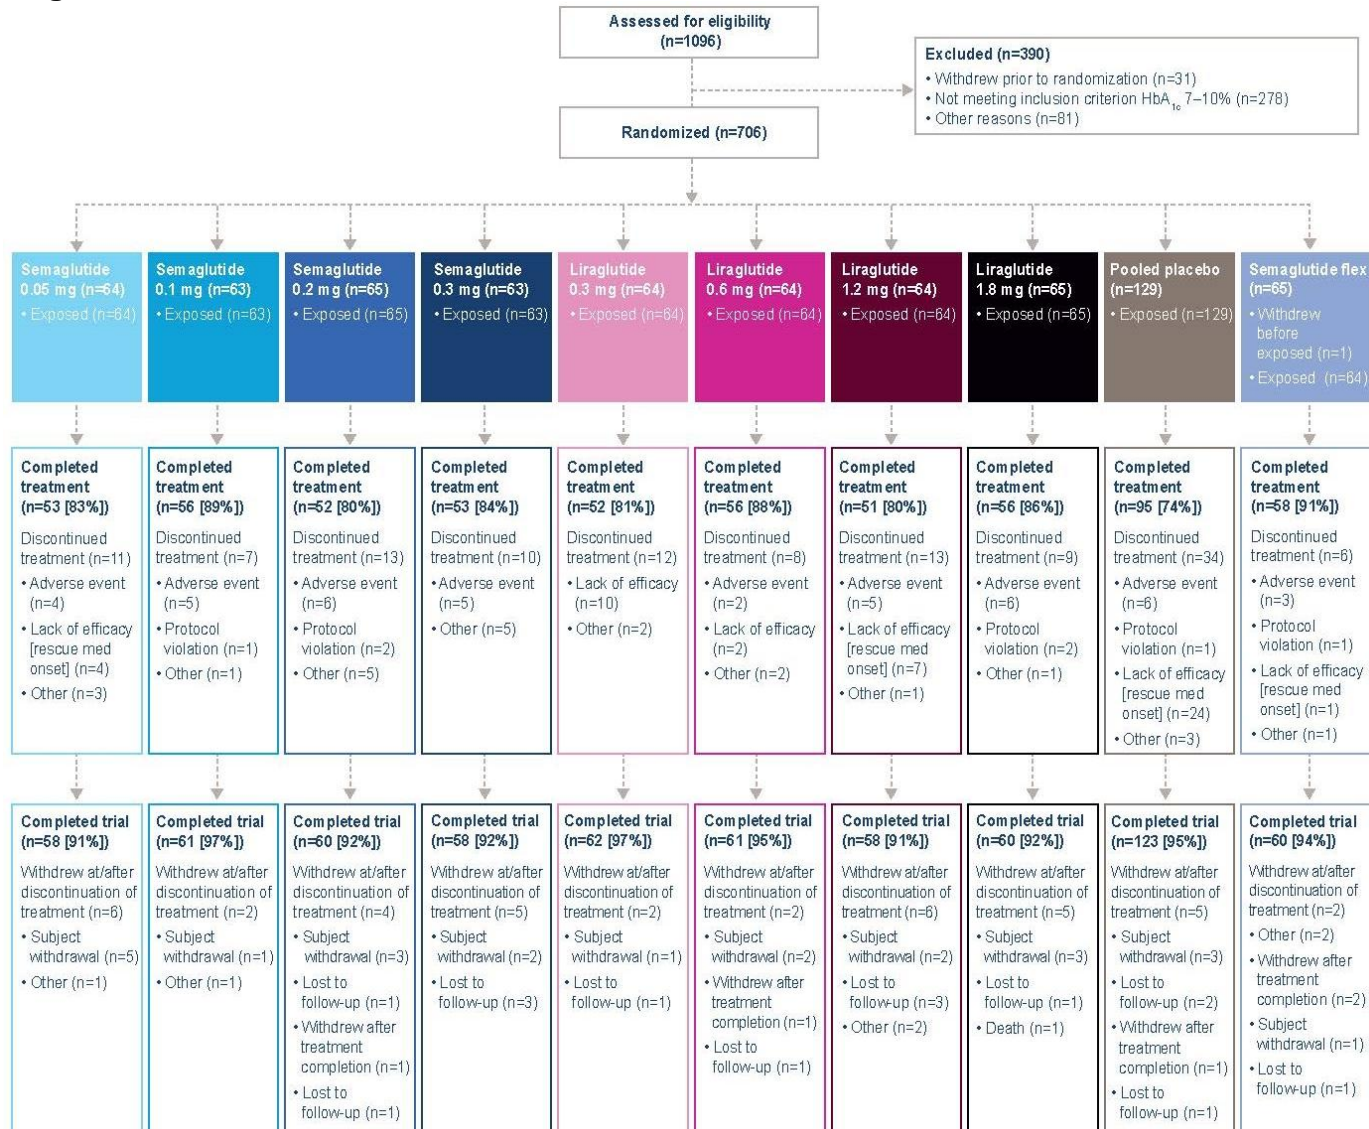 Assessed for eligibility
(n=1096)
Excluded (n=390)
• Withdrew prior to randomization (n=31)
• Not meeting inclusion criterion HbA1c 7–10% (n=278)
• Other reasons (n=81)
Randomized (n=706)
Semaglutide
0.05 mg (n=64)
• Exposed (n=64)
Semaglutide
0.1 mg (n=63)
• Exposed (n=63)
Semaglutide
0.2 mg (n=65)
• Exposed (n=65)
Semaglutide
0.3 mg (n=63)
• Exposed (n=63)
Liraglutide
0.3 mg (n=64)
• Exposed (n=64)
Liraglutide
0.6 mg (n=64)
• Exposed (n=64)
Liraglutide
1.2 mg (n=64)
• Exposed (n=64)
Liraglutide
1.8 mg (n=65)
• Exposed (n=65)
Pooled placebo
(n=129)
• Exposed (n=129)
Semaglutide flex
(n=65)
• Withdrew
before
exposed (n=1)
• Exposed (n=64)
Completed
treatment
(n=53 [83%])
Discontinued
treatment (n=11)
• Adverse event
(n=4)
• Lack of efficacy
[rescue med
onset] (n=4)
• Other (n=3)
Completed
treatment
(n=56 [89%])
Discontinued
treatment (n=7)
• Adverse event
(n=5)
• Protocol
violation (n=1)
• Other (n=1)
Completed
treatment
(n=52 [80%])
Discontinued
treatment (n=13)
• Adverse event
(n=6)
• Protocol
violation (n=2)
• Other (n=5)
Completed
treatment
(n=53 [84%])
Discontinued
treatment (n=10)
• Adverse event
(n=5)
• Other (n=5)
Completed
treatment
(n=52 [81%])
Discontinued
treatment (n=12)
• Lack of efficacy
(n=10)
• Other (n=2)
Completed
treatment
(n=56 [88%])
Discontinued
treatment (n=8)
• Adverse event
(n=2)
• Lack of efficacy
(n=2)
• Other (n=2)
Completed
treatment
(n=51 [80%])
Discontinued
treatment (n=13)
• Adverse event
(n=5)
• Lack of efficacy
[rescue med
onset] (n=7)
• Other (n=1)
Completed
treatment
(n=56 [86%])
Discontinued
treatment (n=9)
• Adverse event
(n=6)
• Protocol
violation (n=2)
• Other (n=1)
Completed
treatment
(n=95 [74%])
Discontinued
treatment (n=34)
• Adverse event
(n=6)
• Protocol
violation (n=1)
• Lack of efficacy
[rescue med
onset] (n=24)
• Other (n=3)
Completed
treatment
(n=58 [91%])
Discontinued
treatment (n=6)
• Adverse event
(n=3)
• Protocol
violation (n=1)
• Lack of efficacy
[rescue med
onset] (n=1)
• Other (n=1)
Completed trial
(n=58 [91%])
Withdrew at/after
discontinuation of
treatment (n=6)
• Subject
withdrawal (n=5)
• Other (n=1)
Completed trial
(n=61 [97%])
Withdrew at/after
discontinuation of
treatment (n=2)
• Subject
withdrawal (n=1)
• Other (n=1)
Completed trial
(n=60 [92%])
Withdrew at/after
discontinuation of
treatment (n=4)
• Subject
withdrawal (n=3)
• Lost to
follow-up (n=1)
• Withdrew after
treatment
completion (n=1)
• Lost to
follow-up (n=1)
Completed trial
(n=58 [92%])
Withdrew at/after
discontinuation of
treatment (n=5)
• Subject
withdrawal (n=2)
• Lost to
follow-up (n=3)
Completed trial
(n=62 [97%])
Withdrew at/after
discontinuation of
treatment (n=2)
• Subject
withdrawal (n=1)
• Lost to
follow-up (n=1)
Completed trial
(n=61 [95%])
Withdrew at/after
discontinuation of
treatment (n=2)
• Subject
withdrawal (n=2)
• Withdrew after
treatment
completion (n=1)
• Lost to
follow-up (n=1)
Completed trial
(n=58 [91%])
Withdrew at/after
discontinuation of
treatment (n=6)
• Subject
withdrawal (n=2)
• Lost to
follow-up (n=3)
• Other (n=2)
Completed trial
(n=60 [92%])
Withdrew at/after
discontinuation of
treatment (n=5)
• Subject
withdrawal (n=3)
• Lost to
follow-up (n=1)
• Death (n=1)
Completed trial
(n=123 [95%])
Withdrew at/after
discontinuation of
treatment (n=5)
• Subject
withdrawal (n=3)
• Lost to
follow-up (n=2)
• Withdrew after
treatment
completion (n=1)
• Lost to
follow-up (n=1)
Completed trial
(n=60 [94%])
Withdrew at/after
discontinuation of
treatment (n=2)
• Other (n=2)
• Withdrew after
treatment
completion (n=2)
• Subject
withdrawal (n=1)
• Lost to
follow-up (n=1)